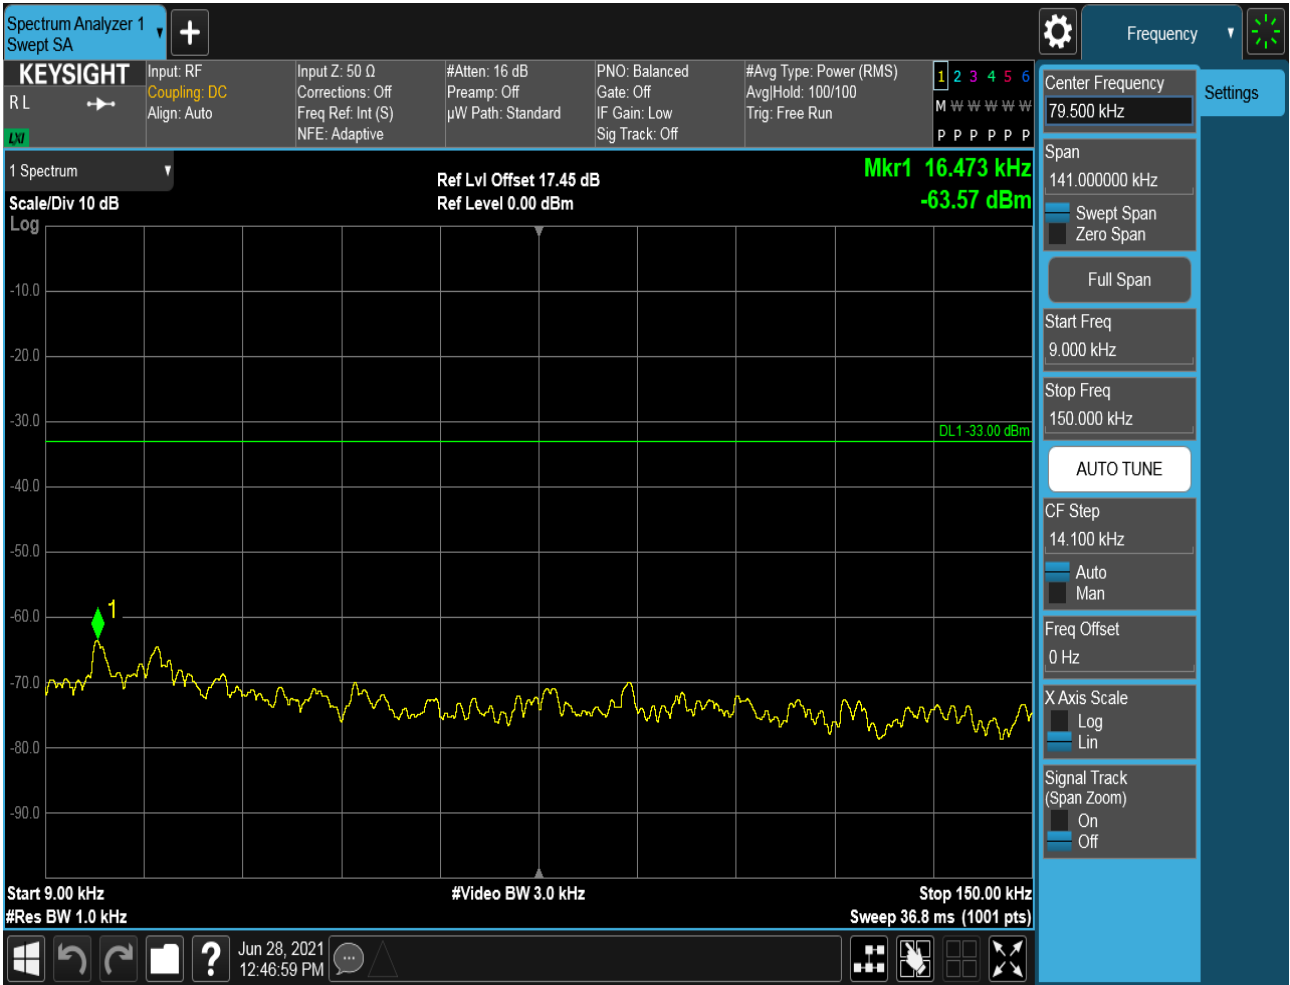 Spectrum Analyzer 1
Swept SA
Frequency
KEYSIGHT
R L
LXI
Input: RF
Coupling: DC
Align: Auto
Input Z: 50 Ω
Corrections: Off
Freq Ref: Int (S)
NFE: Adaptive
#Atten: 16 dB
Preamp: Off
µW Path: Standard
PNO: Balanced
Gate: Off
IF Gain: Low
Sig Track: Off
#Avg Type: Power (RMS)
Avg|Hold: 100/100
Trig: Free Run
1 2 3 4 5 6
M W W W W W
P P P P P P
1 Spectrum
Scale/Div 10 dB
Log
Ref Lvl Offset 17.45 dB
Ref Level 0.00 dBm
Mkr1 16.473 kHz
-63.57 dBm
-10.0
-20.0
-30.0
DL1 -33.00 dBm
-40.0
-50.0
-60.0
1
-70.0
-80.0
-90.0
Start 9.00 kHz
#Video BW 3.0 kHz
Stop 150.00 kHz
#Res BW 1.0 kHz
Sweep 36.8 ms (1001 pts)
Jun 28, 2021
12:46:59 PM
Center Frequency
79.500 kHz
Settings
Span
141.000000 kHz
Swept Span
Zero Span
Full Span
Start Freq
9.000 kHz
Stop Freq
150.000 kHz
AUTO TUNE
CF Step
14.100 kHz
Auto
Man
Freq Offset
0 Hz
X Axis Scale
Log
Lin
Signal Track
(Span Zoom)
On
Off